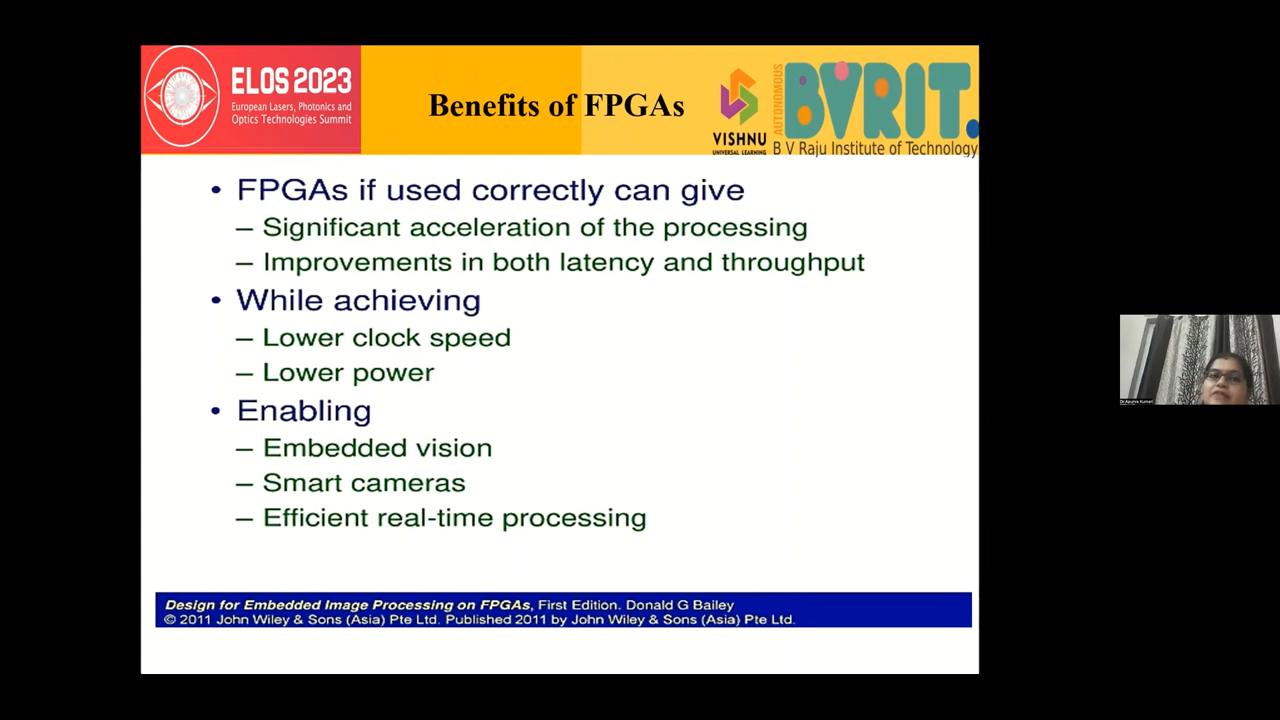 ELOS 2023
European Lasers, Photonics and
Optics Technologies Summit
Benefits of FPGAs
VISHNU
UNIVERSAL LEARNING
AUTONOMOUS
BVRIT
B V Raju Institute of Technology
• FPGAs if used correctly can give
– Significant acceleration of the processing
– Improvements in both latency and throughput
• While achieving
– Lower clock speed
– Lower power
• Enabling
– Embedded vision
– Smart cameras
– Efficient real-time processing
Design for Embedded Image Processing on FPGAs, First Edition. Donald G Bailey
© 2011 John Wiley & Sons (Asia) Pte Ltd. Published 2011 by John Wiley & Sons (Asia) Pte Ltd.
Dr.Apurva Kumari